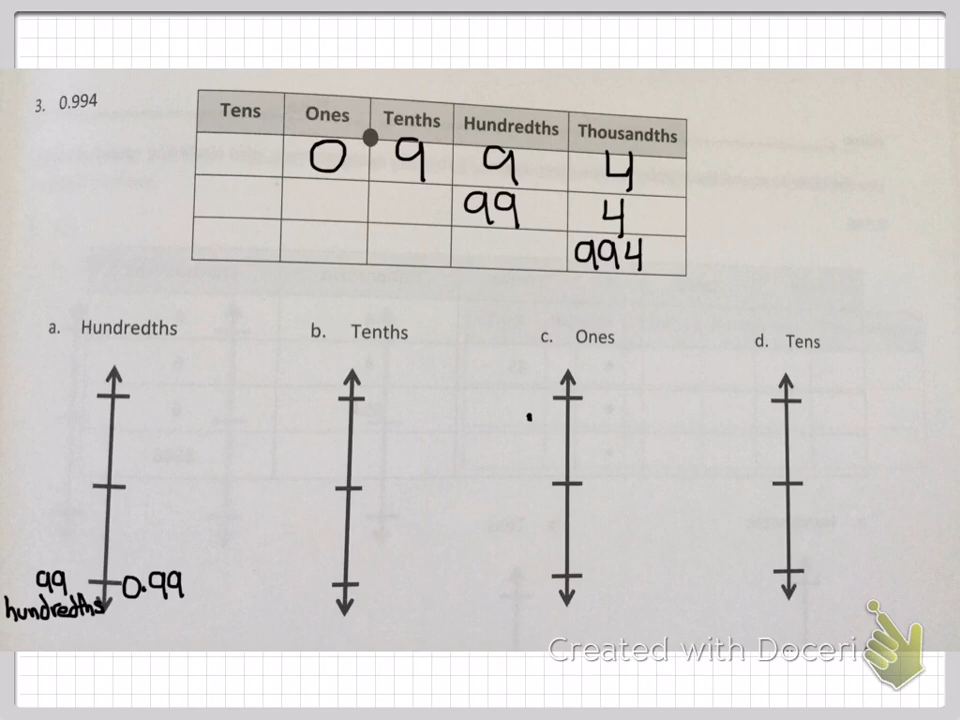 3. 0.994
Tens Ones Tenths Hundredths Thousandths
0 9 9 4
99 4
994
a. Hundredths b. Tenths c. Ones d. Tens
99 0.99
hundredths
Created with Doceri